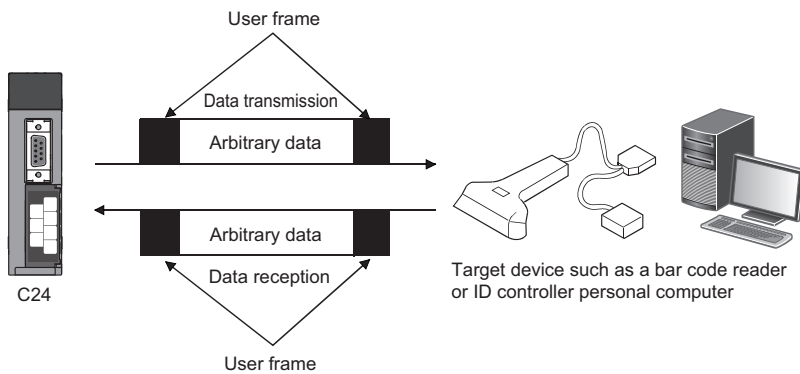 User frame
Data transmission
Arbitrary data
Arbitrary data
Data reception
C24
Target device such as a bar code reader
or ID controller personal computer
User frame